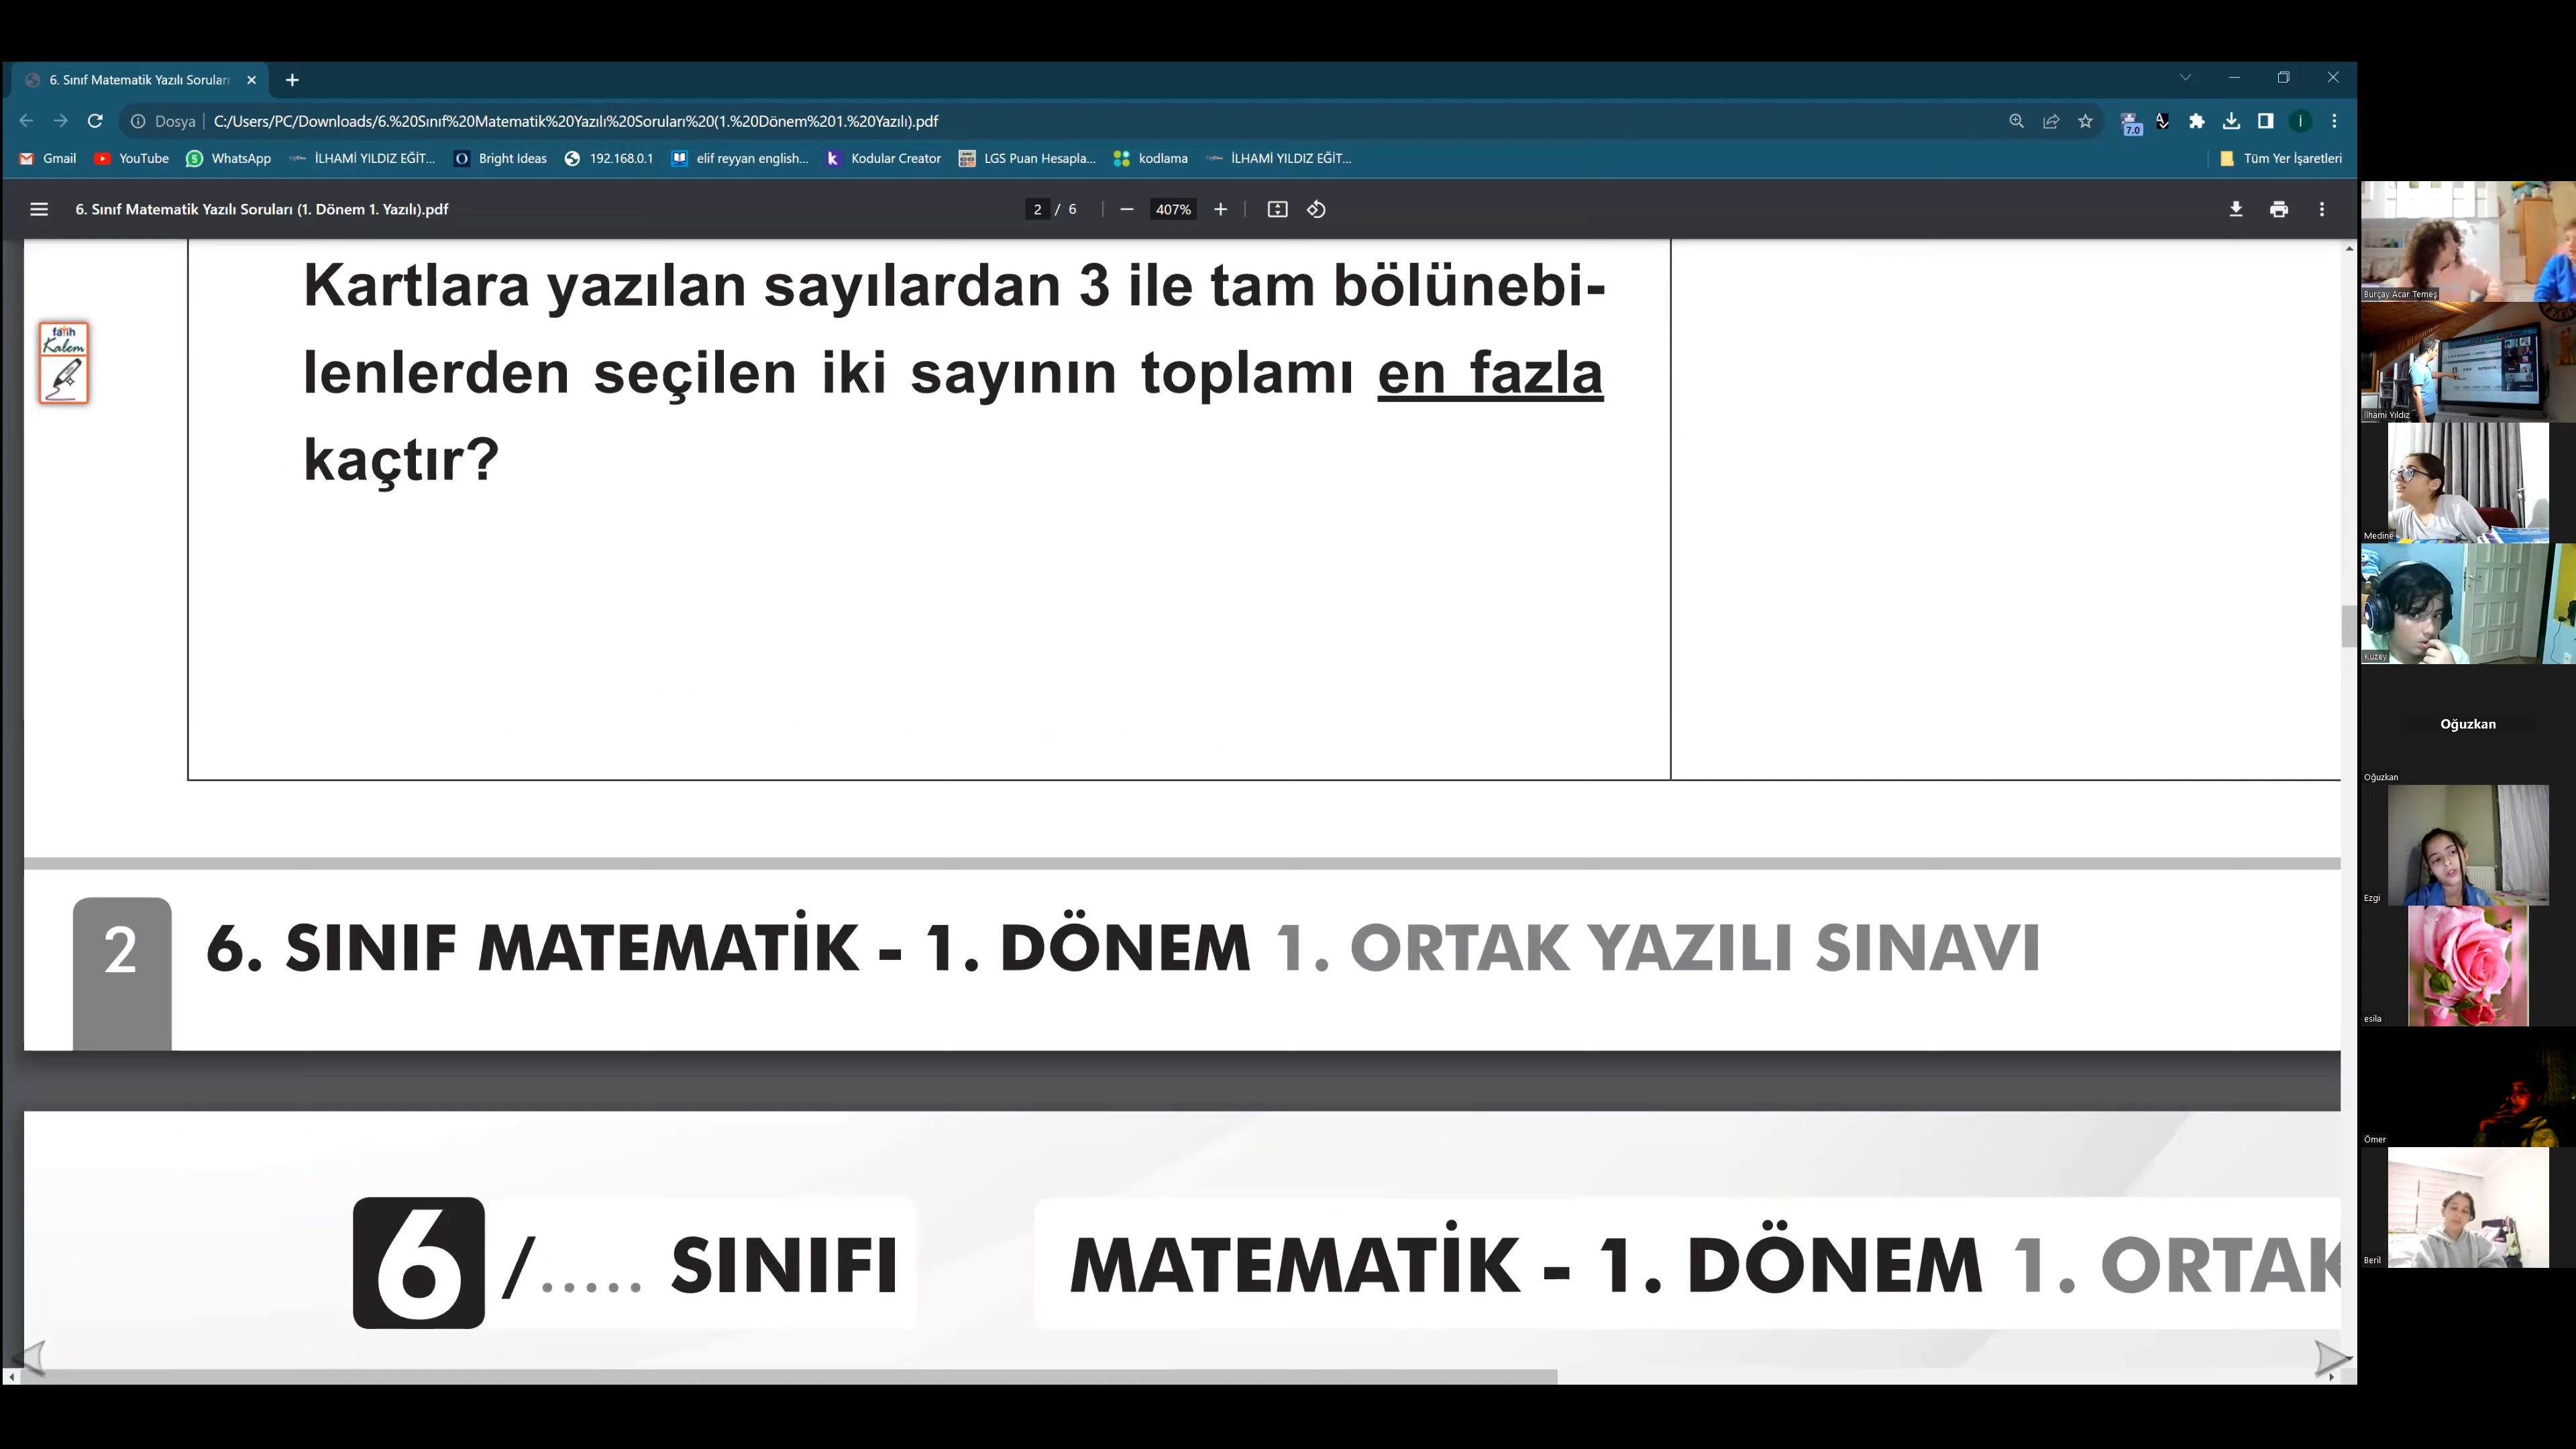 6. Sınıf Matematik Yazılı Soruları
Dosya
C:/Users/PC/Downloads/6.%20Sınıf%20Matematik%20Yazılı%20Soruları%20(1.%20Dönem%201.%20Yazılı).pdf
7.0
i
Gmail
YouTube
WhatsApp
İLHAMİ YILDIZ EĞİT...
Bright Ideas
192.168.0.1
elif reyyan english...
Kodular Creator
LGS Puan Hesapla...
kodlama
İLHAMİ YILDIZ EĞİT...
Tüm Yer İşaretleri
6. Sınıf Matematik Yazılı Soruları (1. Dönem 1. Yazılı).pdf
2 / 6
407%
fatih
Kalem
Kartlara yazılan sayılardan 3 ile tam bölünebi-
lenlerden seçilen iki sayının toplamı en fazla
kaçtır?
2
6. SINIF MATEMATİK - 1. DÖNEM 1. ORTAK YAZILI SINAVI
6 /..... SINIFI
MATEMATİK - 1. DÖNEM 1. ORTAK
Burçay Acar Temeş
İlhami Yıldız
Medine
Kuzey
Oğuzkan
Oğuzkan
Ezgi
esila
Ömer
Beril